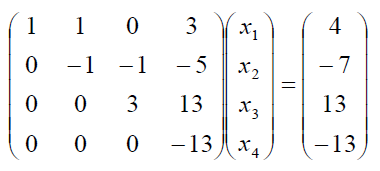 1 1 0 3 x₁ 4
0 −1 −1 −5 x₂ −7
=
0 0 3 13 x₃ 13
0 0 0 −13 x₄ −13